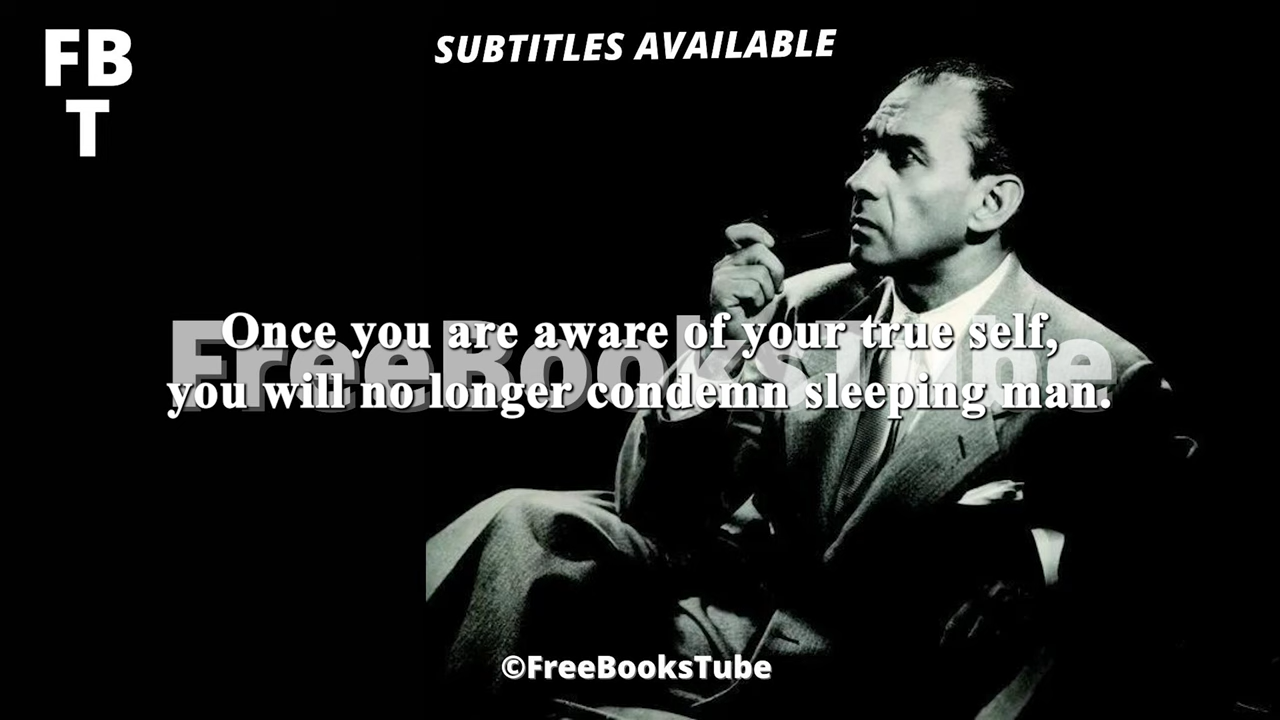 FB
T
SUBTITLES AVAILABLE
FreeBooksTube
Once you are aware of your true self,
you will no longer condemn sleeping man.
©FreeBooksTube